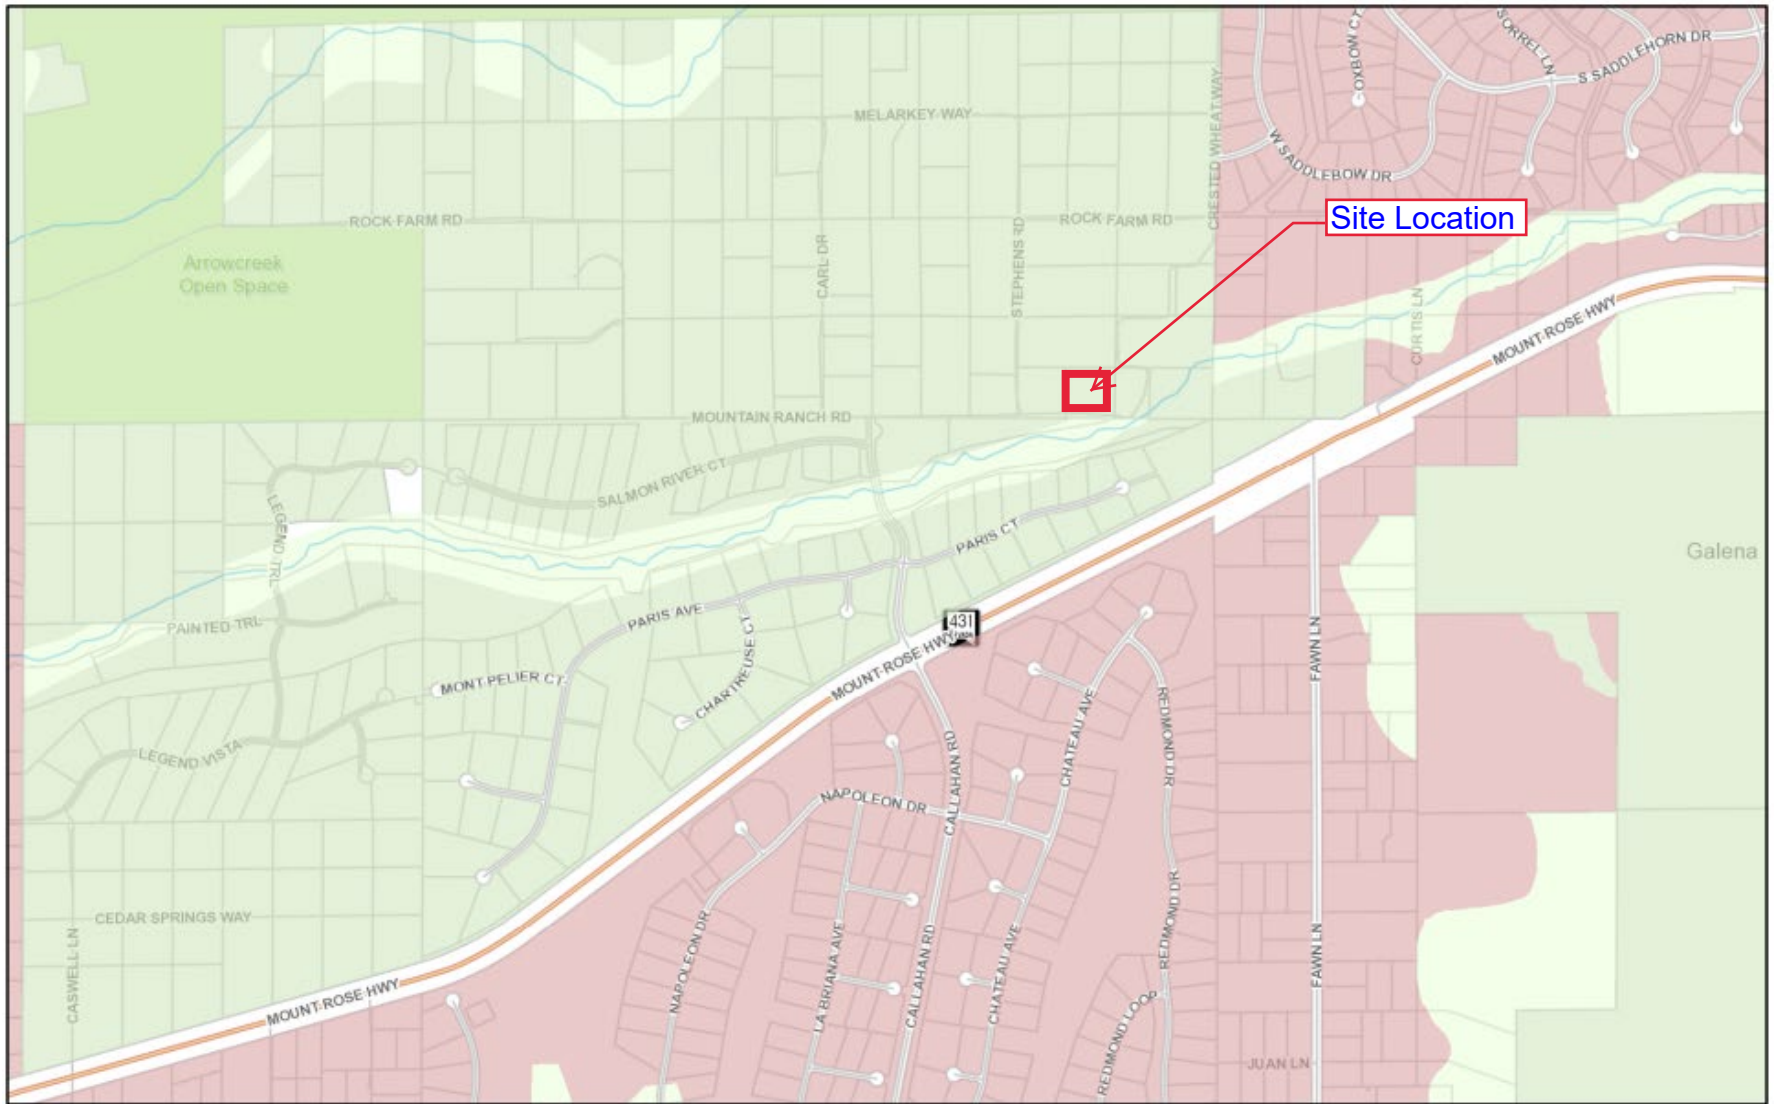 OXBOW CT
SORREL LN
S SADDLEHORN DR
CRESTED WHEAT WAY
MELARKEY WAY
W SADDLEBOW DR
ROCK FARM RD
ROCK FARM RD
Site Location
CARL DR
STEPHENS RD
Arrowcreek
Open Space
CURTIS LN
MOUNT ROSE HWY
MOUNTAIN RANCH RD
SALMON RIVER CT
LEGEND TRL
PARIS CT
Galena
PAINTED TRL
PARIS AVE
431
MOUNT ROSE HWY
FAWN LN
CHARTREUSE CT
MONT PELIER CT
LEGEND VISTA
CHATEAU AVE
REDMOND DR
CALLAHAN RD
NAPOLEON DR
CEDAR SPRINGS WAY
CASWELL LN
NAPOLEON DR
LA BRIANA AVE
CALLAHAN RD
CHATEAU AVE
REDMOND DR
FAWN LN
MOUNT ROSE HWY
REDMOND LOOP
JUAN LN